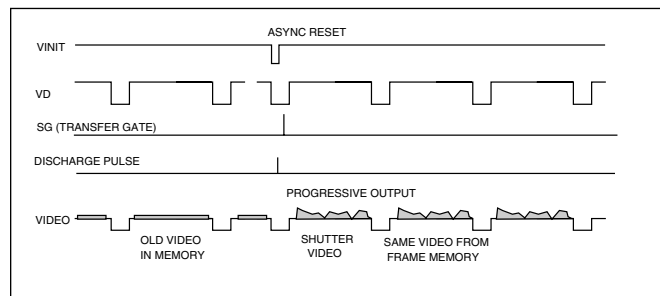 ASYNC RESET
VINIT
VD
SG (TRANSFER GATE)
DISCHARGE PULSE
PROGRESSIVE OUTPUT
VIDEO
OLD VIDEO
IN MEMORY
SHUTTER
VIDEO
SAME VIDEO FROM
FRAME MEMORY